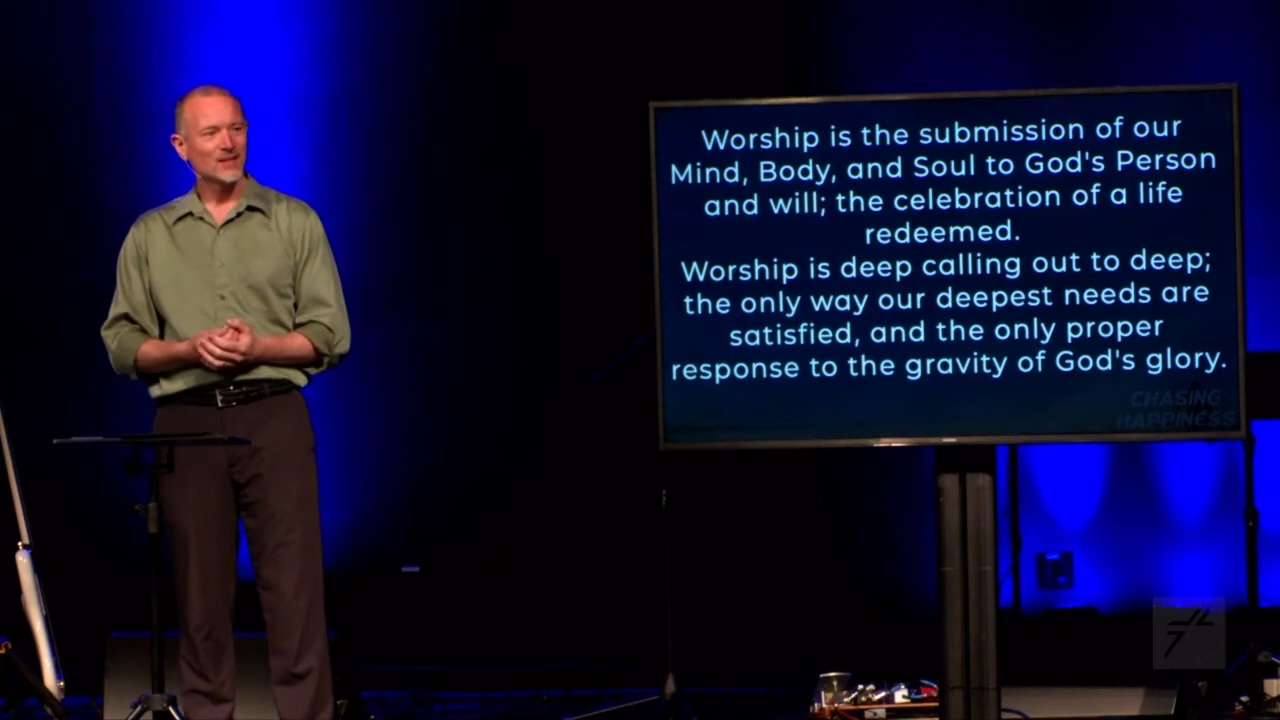 Worship is the submission of our
Mind, Body, and Soul to God's Person
and will; the celebration of a life
redeemed.
Worship is deep calling out to deep;
the only way our deepest needs are
satisfied, and the only proper
response to the gravity of God's glory.
CHASING
HAPPINESS